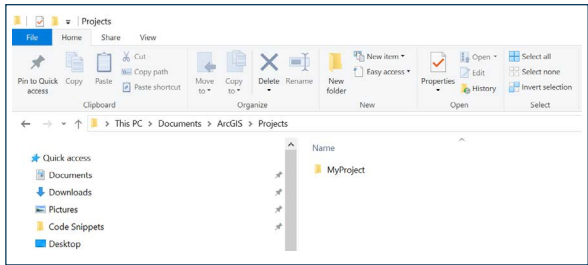 Projects
File Home Share View
Pin to Quick access
Copy
Paste
Cut
Copy path
Paste shortcut
Clipboard
Move to
Copy to
Delete
Rename
Organize
New folder
New item
Easy access
New
Properties
Open
Edit
History
Open
Select all
Select none
Invert selection
Select
This PC > Documents > ArcGIS > Projects
Quick access
Documents
Downloads
Pictures
Code Snippets
Desktop
Name
MyProject